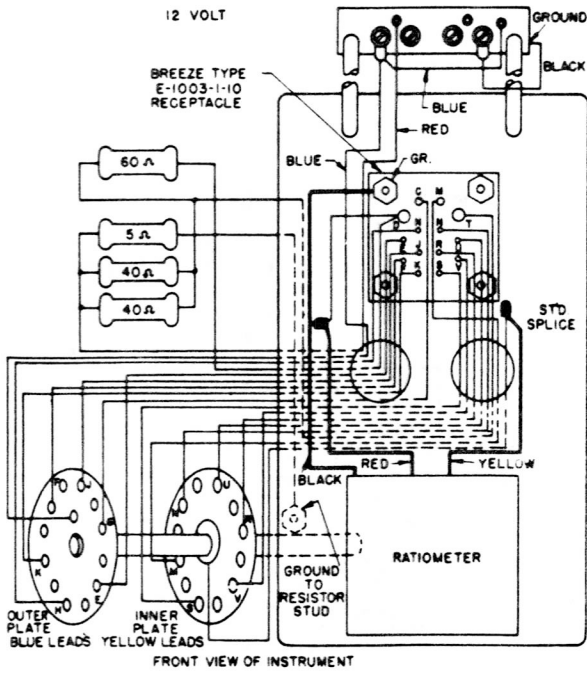 12 VOLT
GROUND
BLACK
BLUE
RED
BREEZE TYPE
E-1003-1-10
RECEPTACLE
BLUE
GR.
60 Ω
5 Ω
40 Ω
40 Ω
C M
D N N T
E J R U
K S V
STD
SPLICE
RED
YELLOW
BLACK
RATIOMETER
GROUND
TO
RESISTOR
STUD
J
G
K
E
H
U
N
R
M
V
S
OUTER
PLATE
BLUE LEADS
INNER
PLATE
YELLOW LEADS
FRONT VIEW OF INSTRUMENT